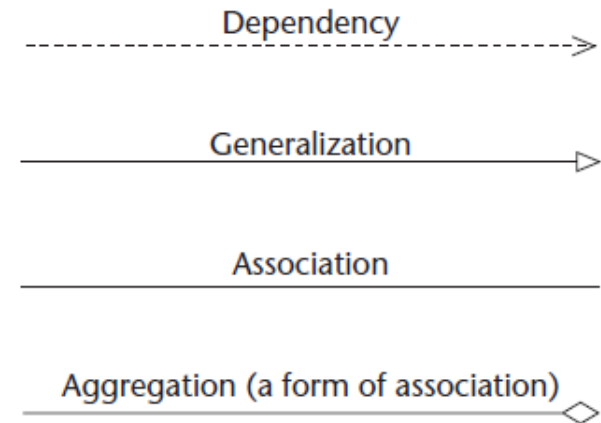 Dependency
Generalization
Association
Aggregation (a form of association)